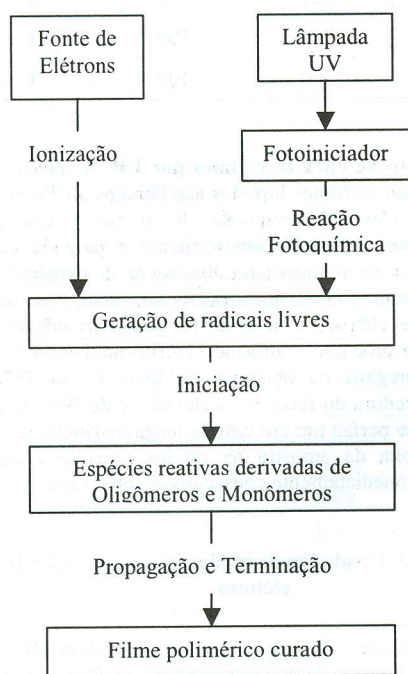 Fonte de
Elétrons
Lâmpada
UV
Ionização
Fotoiniciador
Reação
Fotoquímica
Geração de radicais livres
Iniciação
Espécies reativas derivadas de
Oligômeros e Monômeros
Propagação e Terminação
Filme polimérico curado